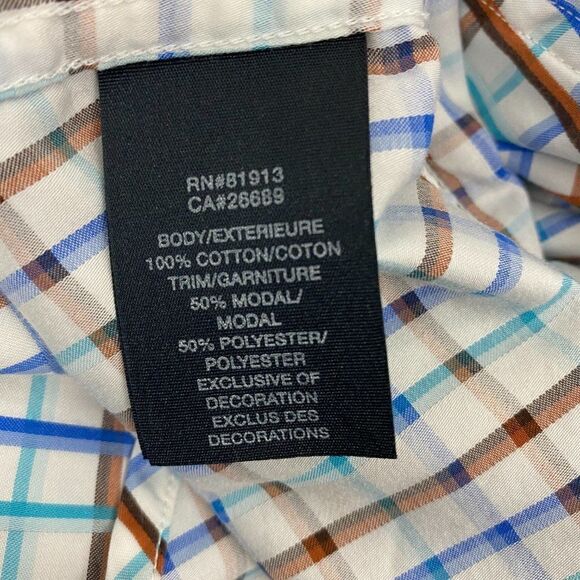 RN#81913
CA#26689
BODY/EXTERIEURE
100% COTTON/COTON
TRIM/GARNITURE
50% MODAL/
MODAL
50% POLYESTER/
POLYESTER
EXCLUSIVE OF
DECORATION
EXCLUS DES
DECORATIONS